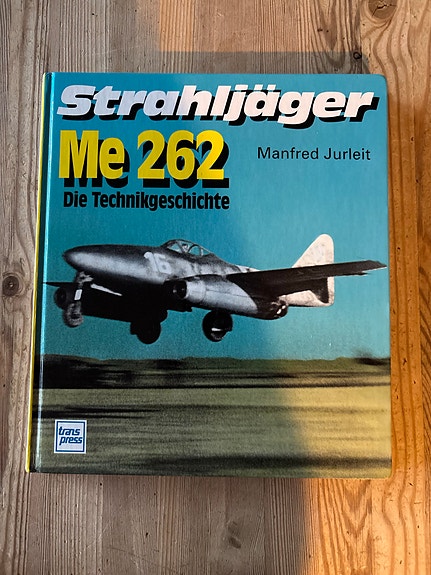 Strahljäger
Me 262
Manfred Jurleit
Die Technikgeschichte
trans
press